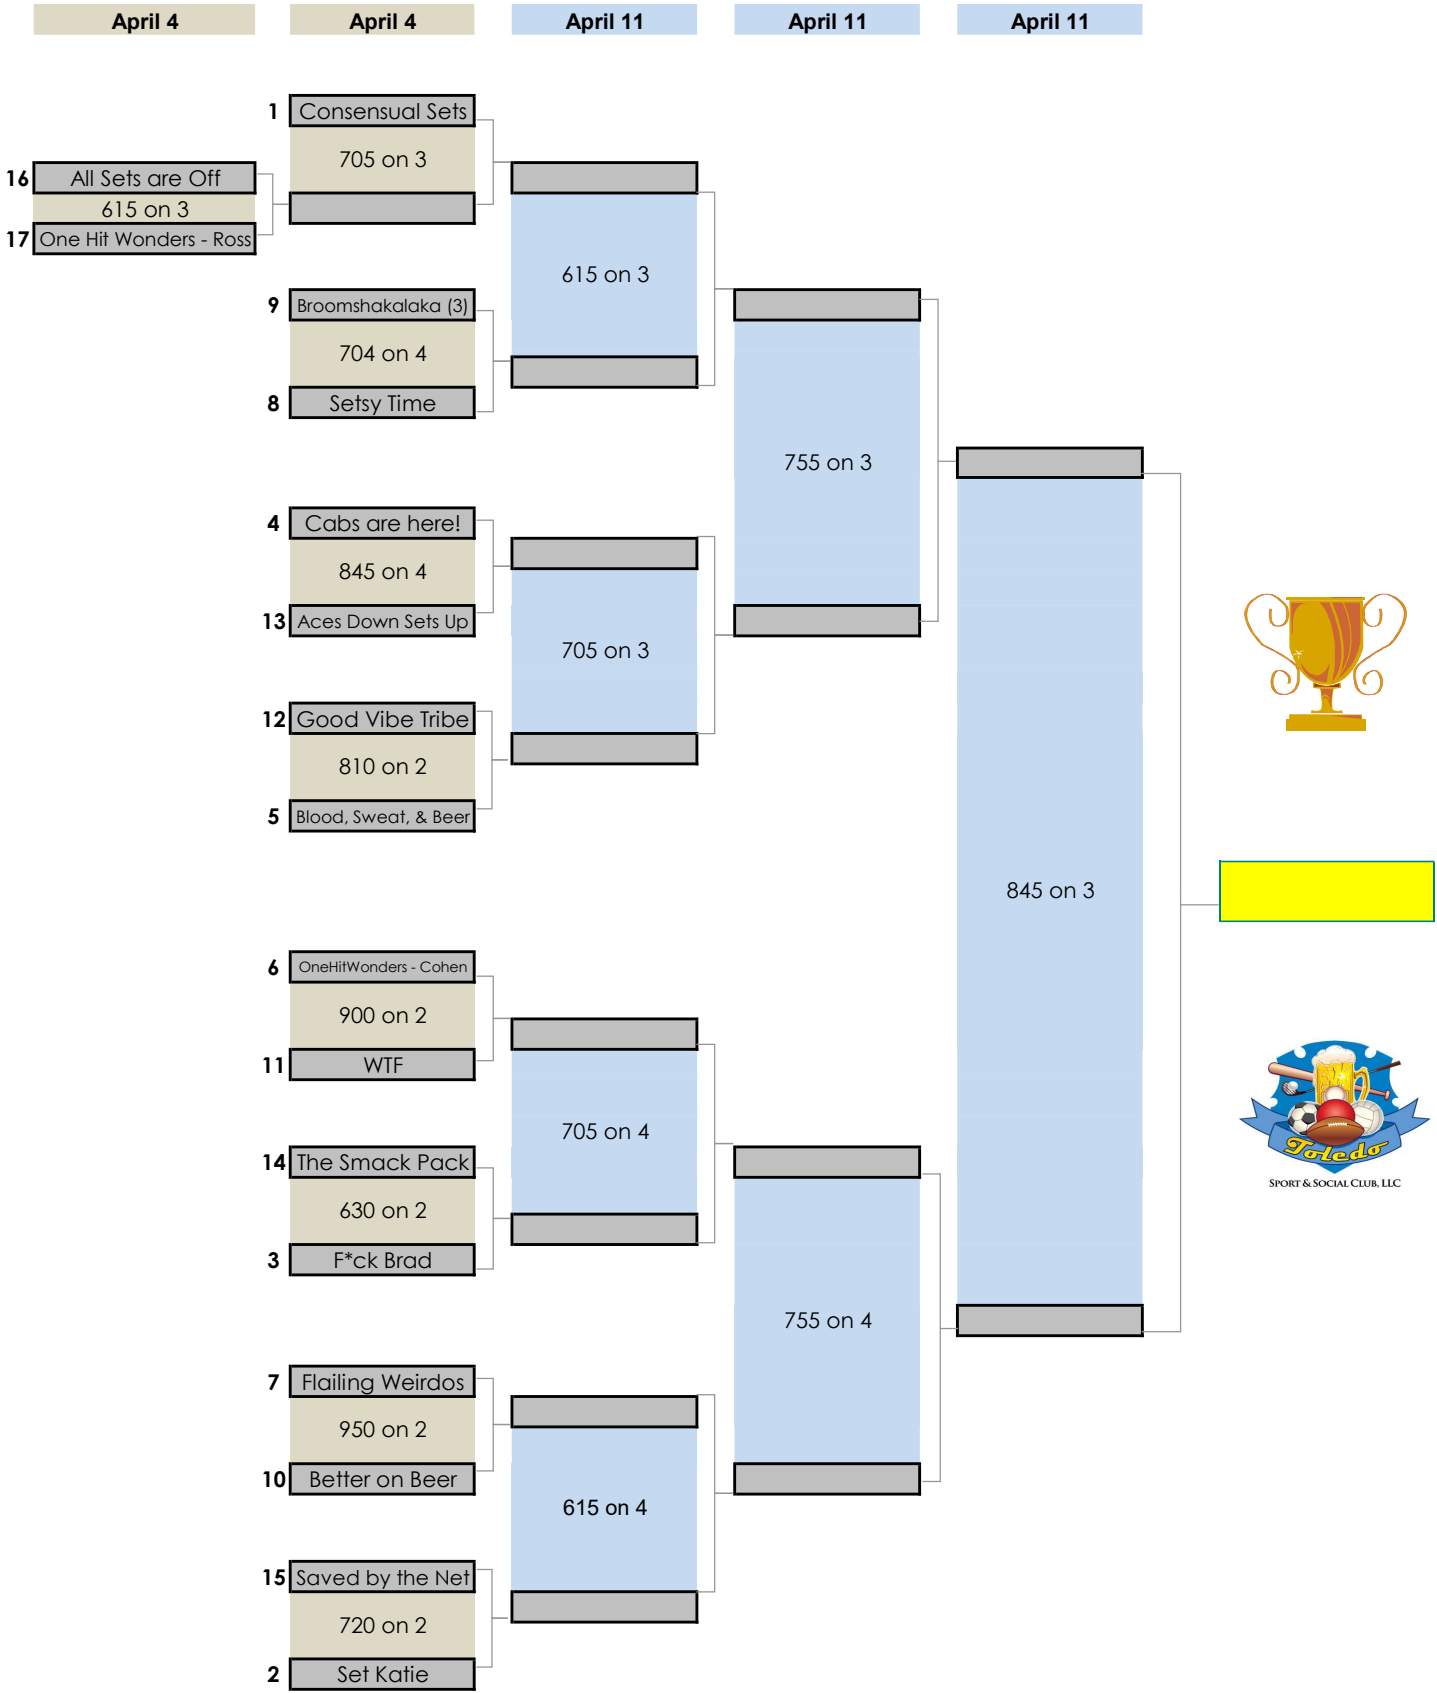 April 4 April 4 April 11 April 11 April 11
1 Consensual Sets
705 on 3
16 All Sets are Off
615 on 3
17 One Hit Wonders - Ross
615 on 3
9 Broomshakalaka (3)
704 on 4
8 Setsy Time
755 on 3
4 Cabs are here!
845 on 4
13 Aces Down Sets Up
705 on 3
12 Good Vibe Tribe
810 on 2
5 Blood, Sweat, & Beer
845 on 3
6 OneHitWonders - Cohen
900 on 2
11 WTF
705 on 4
14 The Smack Pack
630 on 2
3 F*ck Brad
Toledo
SPORT & SOCIAL CLUB, LLC
755 on 4
7 Flailing Weirdos
950 on 2
10 Better on Beer
615 on 4
15 Saved by the Net
720 on 2
2 Set Katie